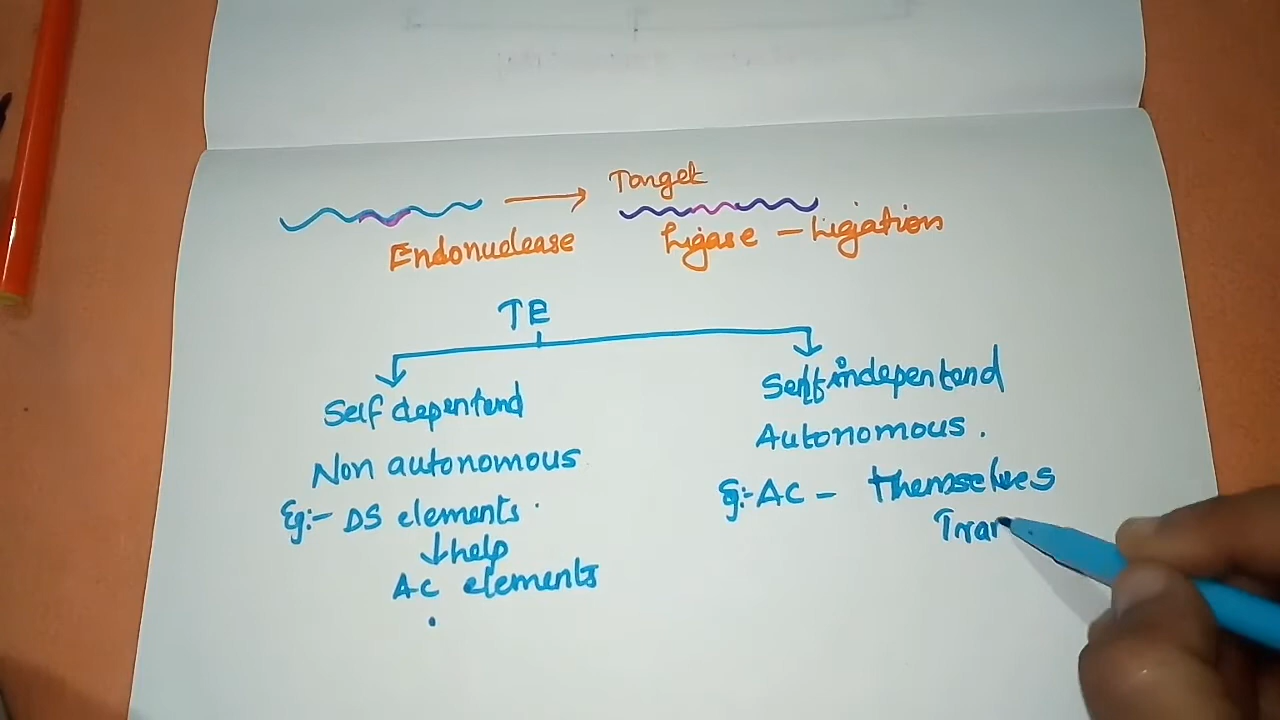 Target
Endonuclease
Ligase - Ligation
TE
Self depentend
Self independend
Non autonomous
Autonomous.
Eg:- DS elements.
Eg:- AC - themselves
Tran
↓ help
AC elements